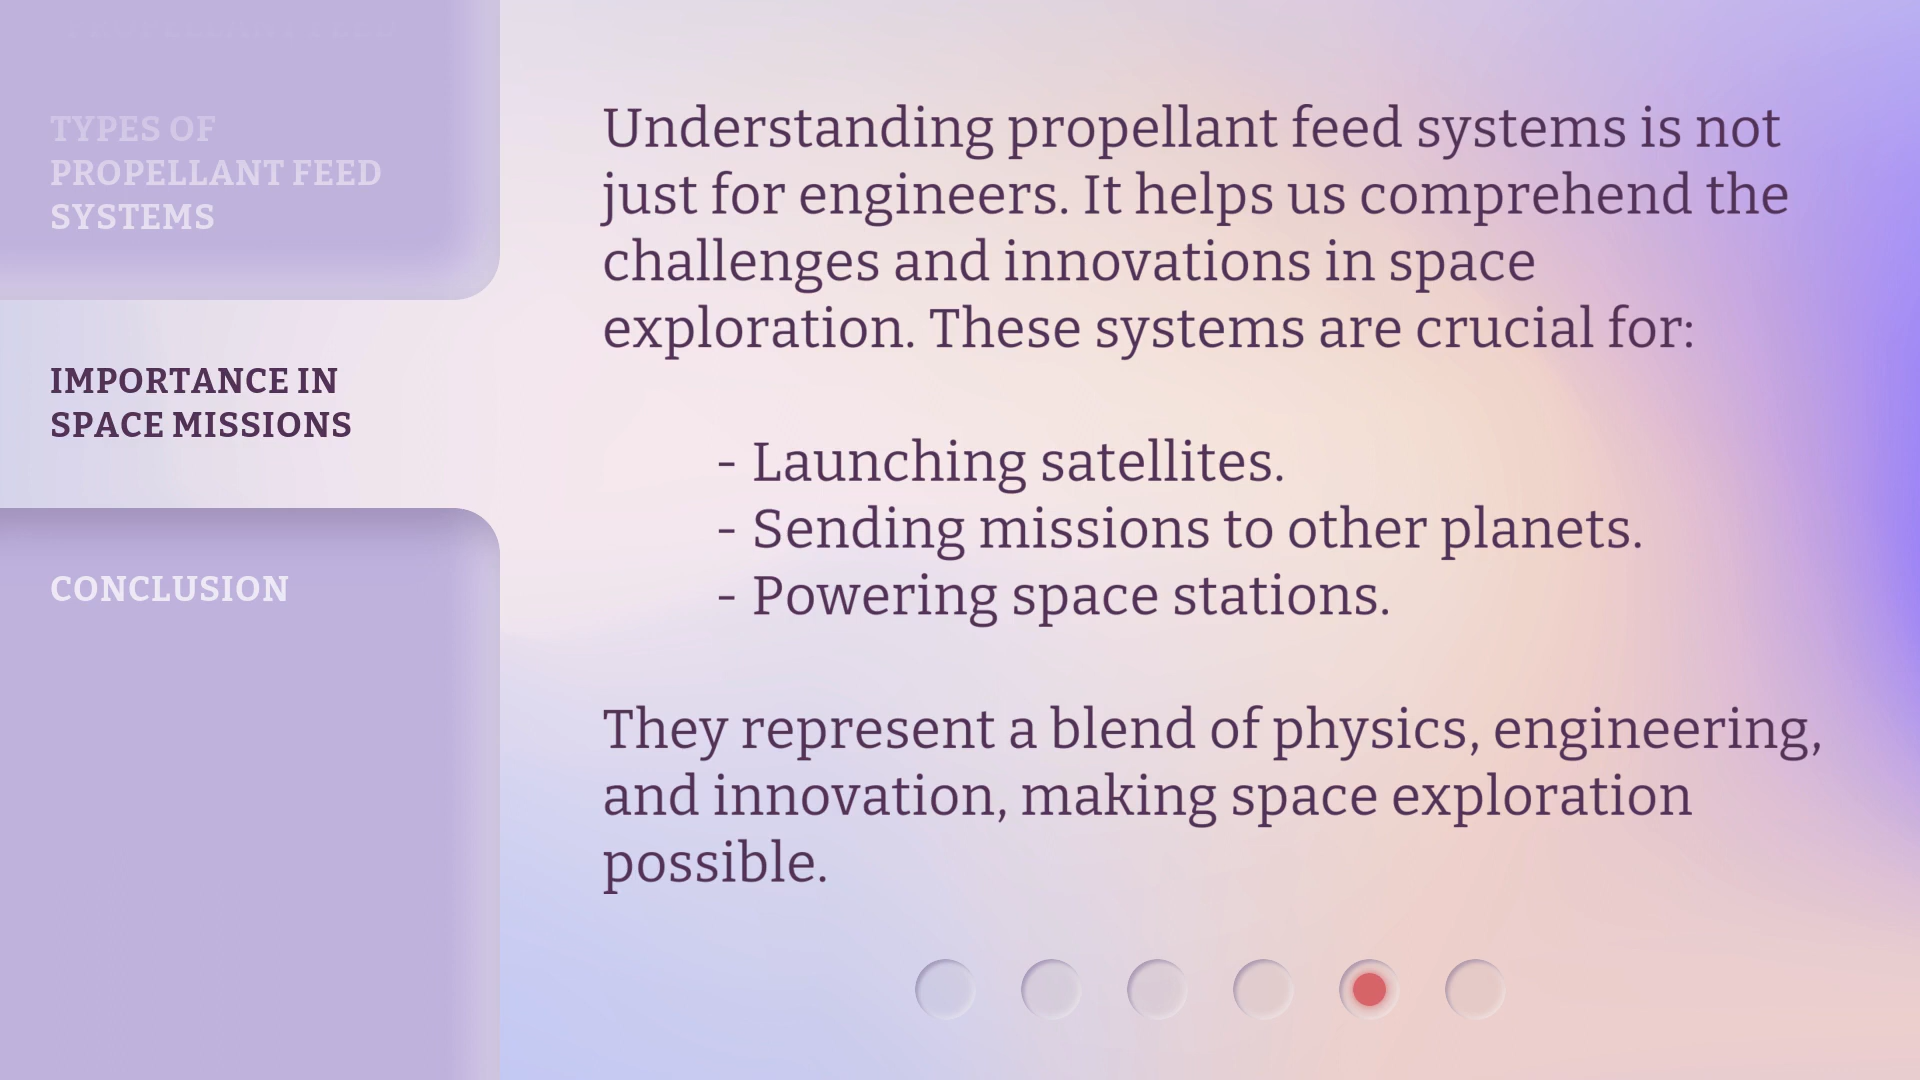 TYPES OF
PROPELLANT FEED
SYSTEMS
IMPORTANCE IN
SPACE MISSIONS
CONCLUSION
Understanding propellant feed systems is not
just for engineers. It helps us comprehend the
challenges and innovations in space
exploration. These systems are crucial for:
- Launching satellites.
- Sending missions to other planets.
- Powering space stations.
They represent a blend of physics, engineering,
and innovation, making space exploration
possible.